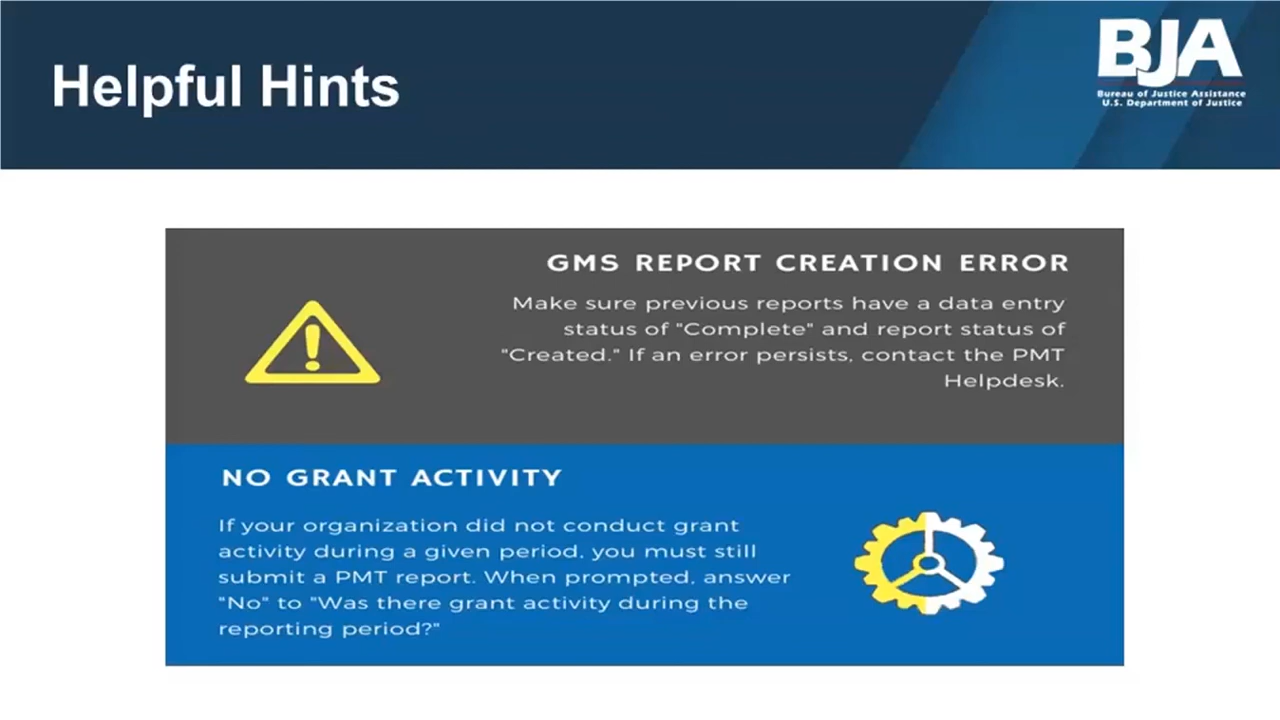 Helpful Hints
BJA
Bureau of Justice Assistance
U.S. Department of Justice
GMS REPORT CREATION ERROR
Make sure previous reports have a data entry
status of "Complete" and report status of
"Created." If an error persists, contact the PMT
Helpdesk.
NO GRANT ACTIVITY
If your organization did not conduct grant
activity during a given period, you must still
submit a PMT report. When prompted, answer
"No" to "Was there grant activity during the
reporting period?"